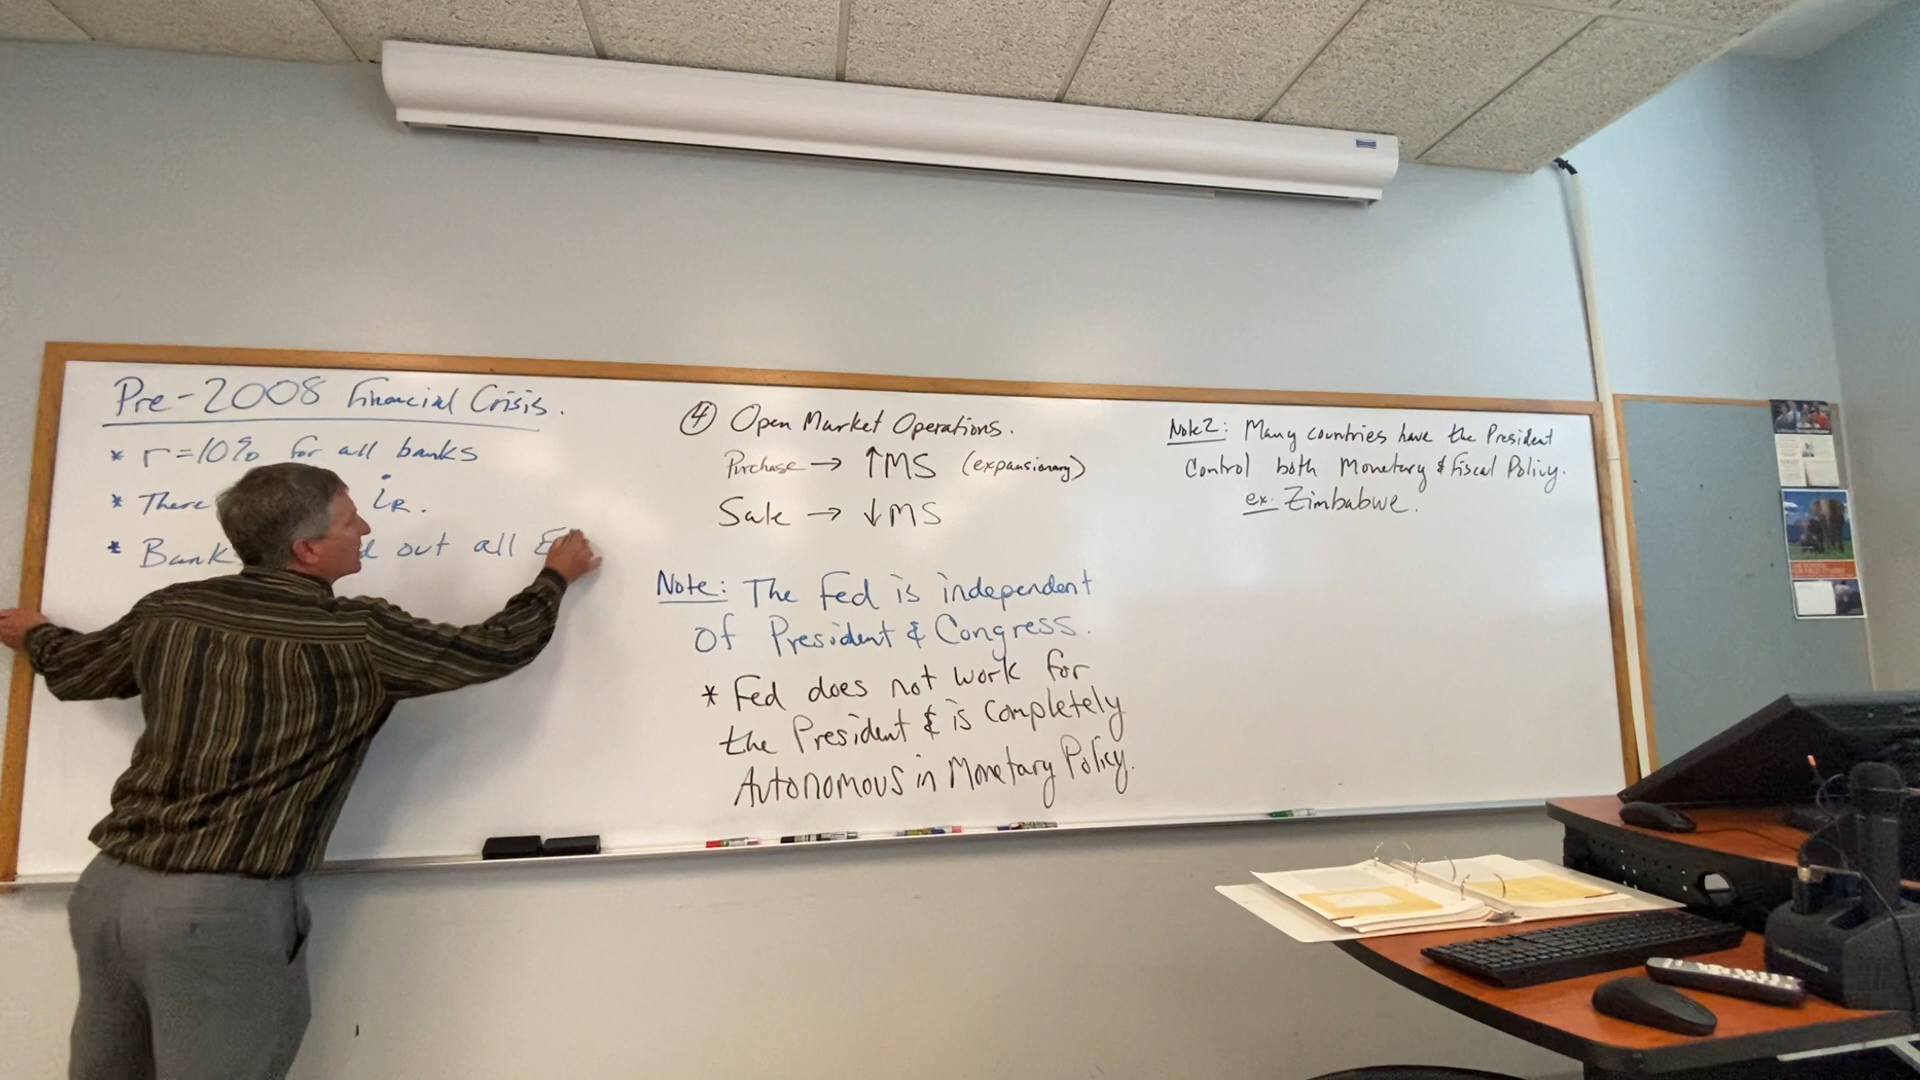 Pre-2008 Financial Crisis.
* r=10% for all banks
* There iR.
* Bank out all E
④ Open Market Operations.
Purchase → ↑MS (expansionary)
Sale → ↓MS
Note: The Fed is independent
of President & Congress.
* Fed does not work for
the President & is Completely
Autonomous in Monetary Policy.
Note2: Many countries have the President
Control both Monetary & Fiscal Policy.
ex. Zimbabwe.